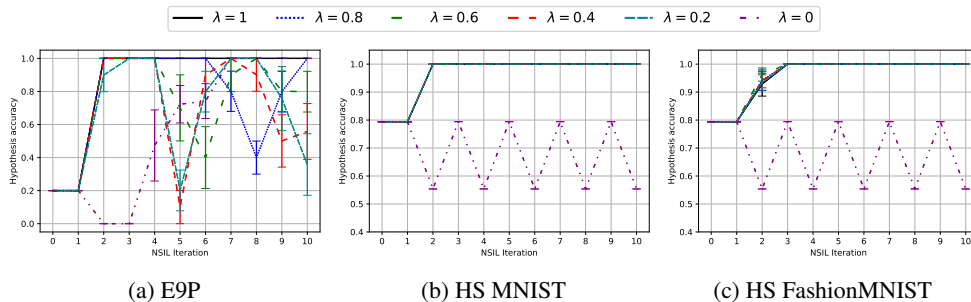 λ = 1 λ = 0.8 λ = 0.6 λ = 0.4 λ = 0.2 λ = 0
Hypothesis accuracy
1.0
0.8
0.6
0.4
0.2
0.0
0 1 2 3 4 5 6 7 8 9 10
NSIL Iteration
(a) E9P
Hypothesis accuracy
1.0
0.9
0.8
0.7
0.6
0.5
0.4
0 1 2 3 4 5 6 7 8 9 10
NSIL Iteration
(b) HS MNIST
Hypothesis accuracy
1.0
0.9
0.8
0.7
0.6
0.5
0.4
0 1 2 3 4 5 6 7 8 9 10
NSIL Iteration
(c) HS FashionMNIST